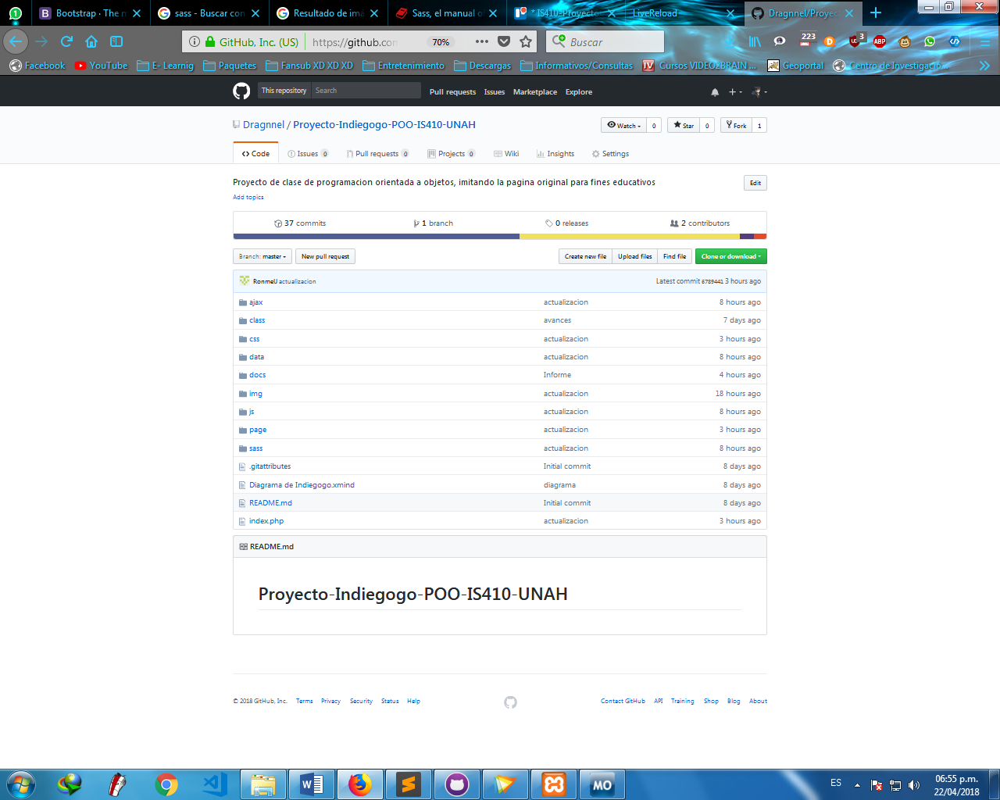 1 Bootstrap · The m sass - Buscar con Resultado de imá Sass, el manual o * IS410-Proyecto LiveReload Dragnnel/Proyec
GitHub, Inc. (US) https://github.con 70% Buscar 223 3 ABP
Facebook YouTube E- Learnig Paquetes Fansub XD XD XD Entretenimiento Descargas Informativos/Consultas Cursos VIDEO2BRAIN ... Geoportal Centro de Investigació...
This repository Search Pull requests Issues Marketplace Explore
Dragnnel / Proyecto-Indiegogo-POO-IS410-UNAH Watch 0 Star 0 Fork 1
Code Issues 0 Pull requests 0 Projects 0 Wiki Insights Settings
Proyecto de clase de programacion orientada a objetos, imitando la pagina original para fines educativos Edit
Add topics
37 commits 1 branch 0 releases 2 contributors
Branch: master New pull request Create new file Upload files Find file Clone or download
RonmelJ actualizacion Latest commit 6789441 3 hours ago
ajax actualizacion 8 hours ago
class avances 7 days ago
css actualizacion 3 hours ago
data actualizacion 8 hours ago
docs Informe 4 hours ago
img actualizacion 18 hours ago
js actualizacion 8 hours ago
page actualizacion 3 hours ago
sass actualizacion 8 hours ago
.gitattributes Initial commit 8 days ago
Diagrama de Indiegogo.xmind diagrama 8 days ago
README.md Initial commit 8 days ago
index.php actualizacion 3 hours ago
README.md
Proyecto-Indiegogo-POO-IS410-UNAH
© 2018 GitHub, Inc. Terms Privacy Security Status Help Contact GitHub API Training Shop Blog About
MO ES 06:55 p.m.
22/04/2018